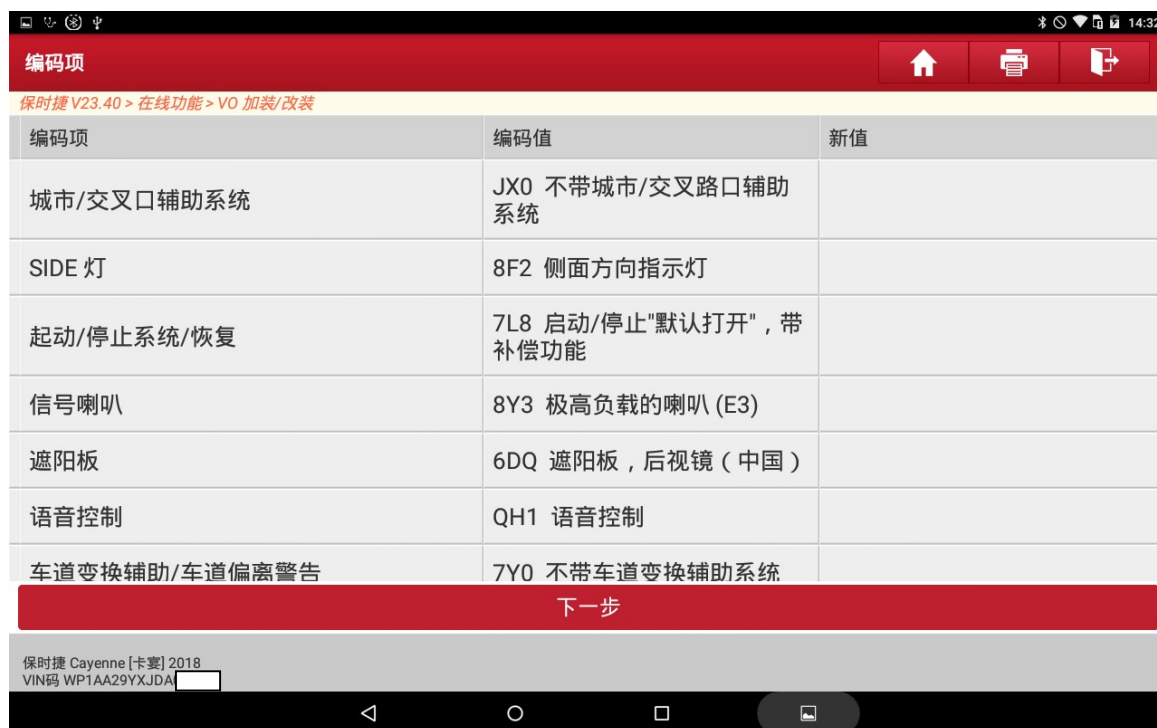 14:32
编码项
保时捷 V23.40 > 在线功能 > VO 加装/改装
编码项 编码值 新值
城市/交叉口辅助系统 JX0 不带城市/交叉路口辅助
系统
SIDE 灯 8F2 侧面方向指示灯
起动/停止系统/恢复 7L8 启动/停止"默认打开"，带
补偿功能
信号喇叭 8Y3 极高负载的喇叭 (E3)
遮阳板 6DQ 遮阳板，后视镜（中国）
语音控制 QH1 语音控制
车道变换辅助/车道偏离警告 7Y0 不带车道变换辅助系统
下一步
保时捷 Cayenne [卡宴] 2018
VIN码 WP1AA29YXJDA